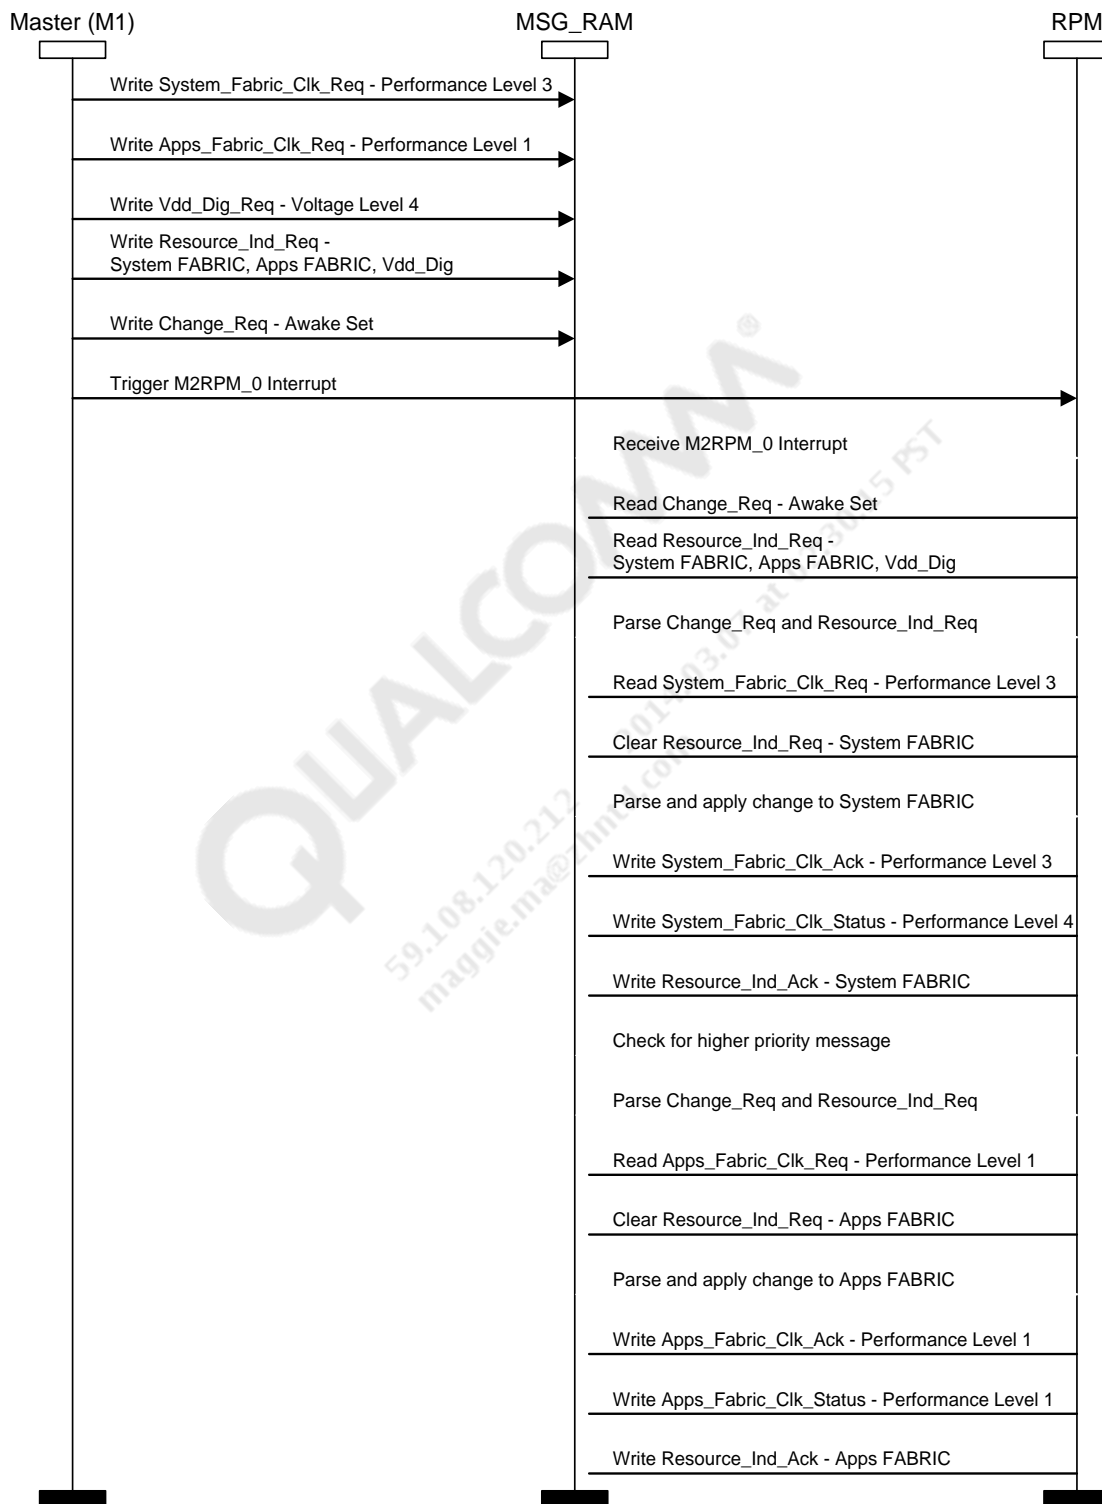 Master (M1)
MSG_RAM
RPM
Write System_Fabric_Clk_Req - Performance Level 3
Write Apps_Fabric_Clk_Req - Performance Level 1
Write Vdd_Dig_Req - Voltage Level 4
Write Resource_Ind_Req -
System FABRIC, Apps FABRIC, Vdd_Dig
Write Change_Req - Awake Set
Trigger M2RPM_0 Interrupt
Receive M2RPM_0 Interrupt
Read Change_Req - Awake Set
Read Resource_Ind_Req -
System FABRIC, Apps FABRIC, Vdd_Dig
Parse Change_Req and Resource_Ind_Req
Read System_Fabric_Clk_Req - Performance Level 3
Clear Resource_Ind_Req - System FABRIC
Parse and apply change to System FABRIC
Write System_Fabric_Clk_Ack - Performance Level 3
Write System_Fabric_Clk_Status - Performance Level 4
Write Resource_Ind_Ack - System FABRIC
Check for higher priority message
Parse Change_Req and Resource_Ind_Req
Read Apps_Fabric_Clk_Req - Performance Level 1
Clear Resource_Ind_Req - Apps FABRIC
Parse and apply change to Apps FABRIC
Write Apps_Fabric_Clk_Ack - Performance Level 1
Write Apps_Fabric_Clk_Status - Performance Level 1
Write Resource_Ind_Ack - Apps FABRIC
QUALCOMM®
59.108.120.212 at PST